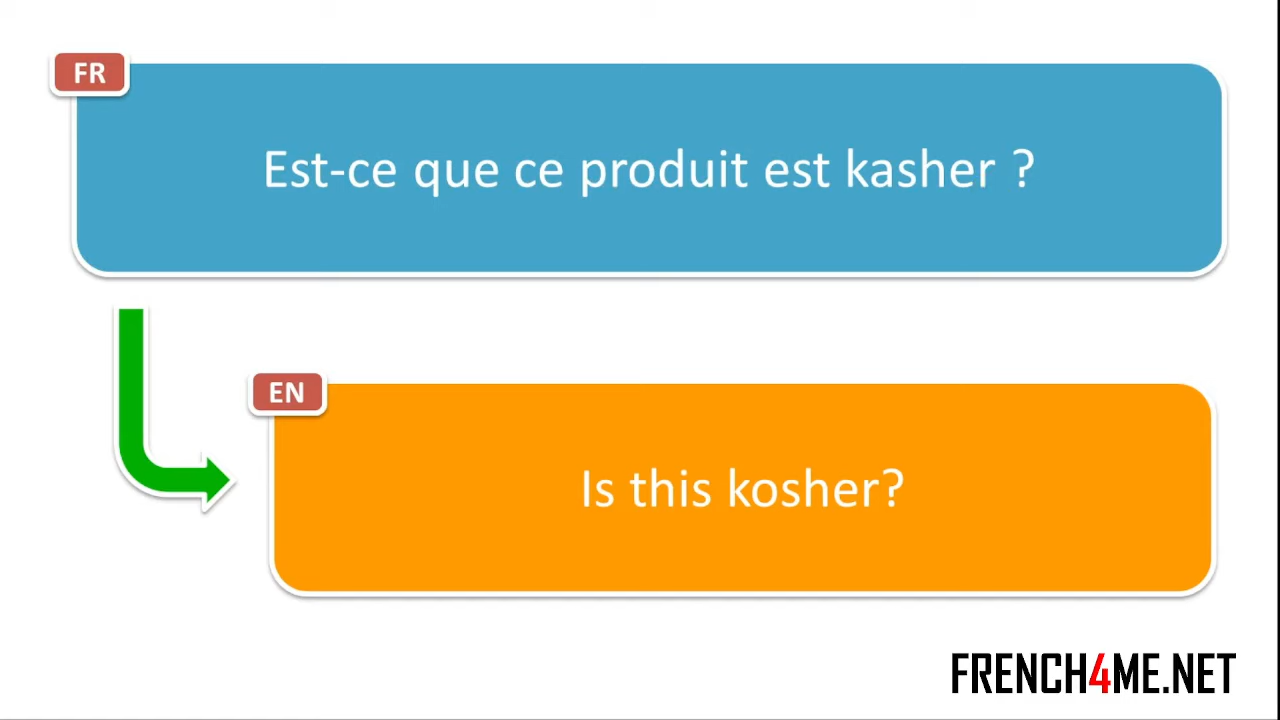 FR
Est-ce que ce produit est kasher ?
EN
Is this kosher?
FRENCH4ME.NET